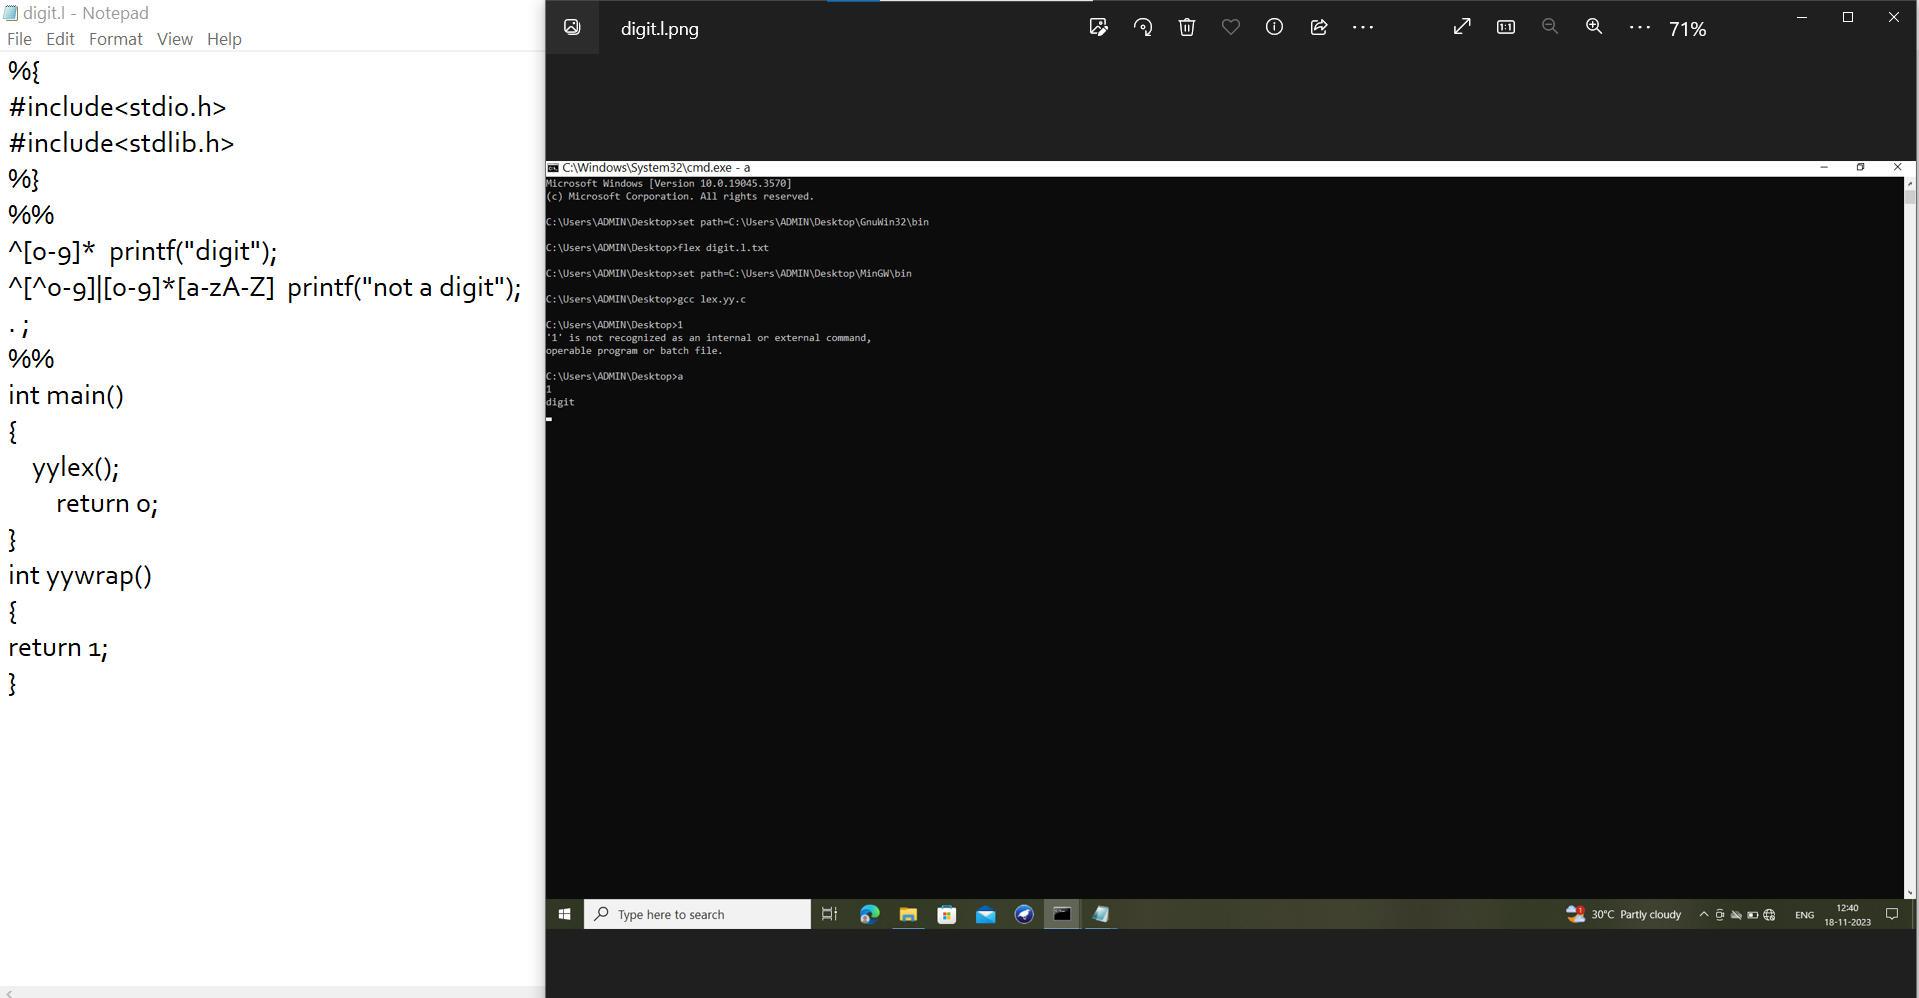 digit.l - Notepad
File Edit Format View Help
%{
#include<stdio.h>
#include<stdlib.h>
%}
%%
^[0-9]*  printf("digit");
^[^0-9]|[0-9]*[a-zA-Z]  printf("not a digit");
. ;
%%
int main()
{
yylex();
return 0;
}
int yywrap()
{
return 1;
}
digit.l.png
71%
C:\Windows\System32\cmd.exe - a
Microsoft Windows [Version 10.0.19045.3570]
(c) Microsoft Corporation. All rights reserved.
C:\Users\ADMIN\Desktop>set path=C:\Users\ADMIN\Desktop\GnuWin32\bin
C:\Users\ADMIN\Desktop>flex digit.l.txt
C:\Users\ADMIN\Desktop>set path=C:\Users\ADMIN\Desktop\MinGW\bin
C:\Users\ADMIN\Desktop>gcc lex.yy.c
C:\Users\ADMIN\Desktop>1
'1' is not recognized as an internal or external command,
operable program or batch file.
C:\Users\ADMIN\Desktop>a
1
digit
Type here to search
30°C Partly cloudy
ENG
12:40
18-11-2023